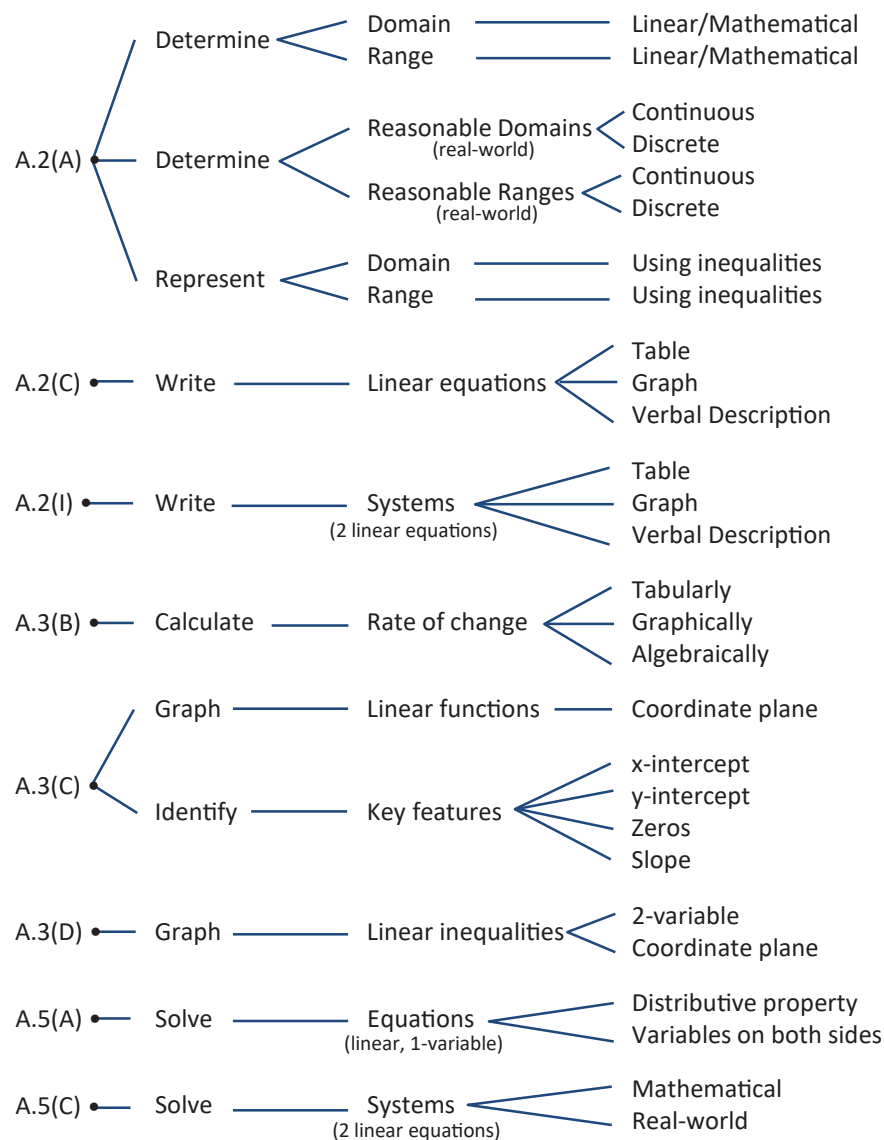 Determine Domain Linear/Mathematical
Range Linear/Mathematical
Continuous
Reasonable Domains
(real-world) Discrete
A.2(A) Determine
Continuous
Reasonable Ranges
(real-world) Discrete
Domain Using inequalities
Represent
Range Using inequalities
Table
A.2(C) Write Linear equations Graph
Verbal Description
Table
A.2(I) Write Systems Graph
(2 linear equations) Verbal Description
Tabularly
A.3(B) Calculate Rate of change Graphically
Algebraically
Graph Linear functions Coordinate plane
A.3(C)
x-intercept
y-intercept
Identify Key features
Zeros
Slope
2-variable
A.3(D) Graph Linear inequalities
Coordinate plane
Distributive property
A.5(A) Solve Equations
(linear, 1-variable) Variables on both sides
Mathematical
A.5(C) Solve Systems
Real-world
(2 linear equations)